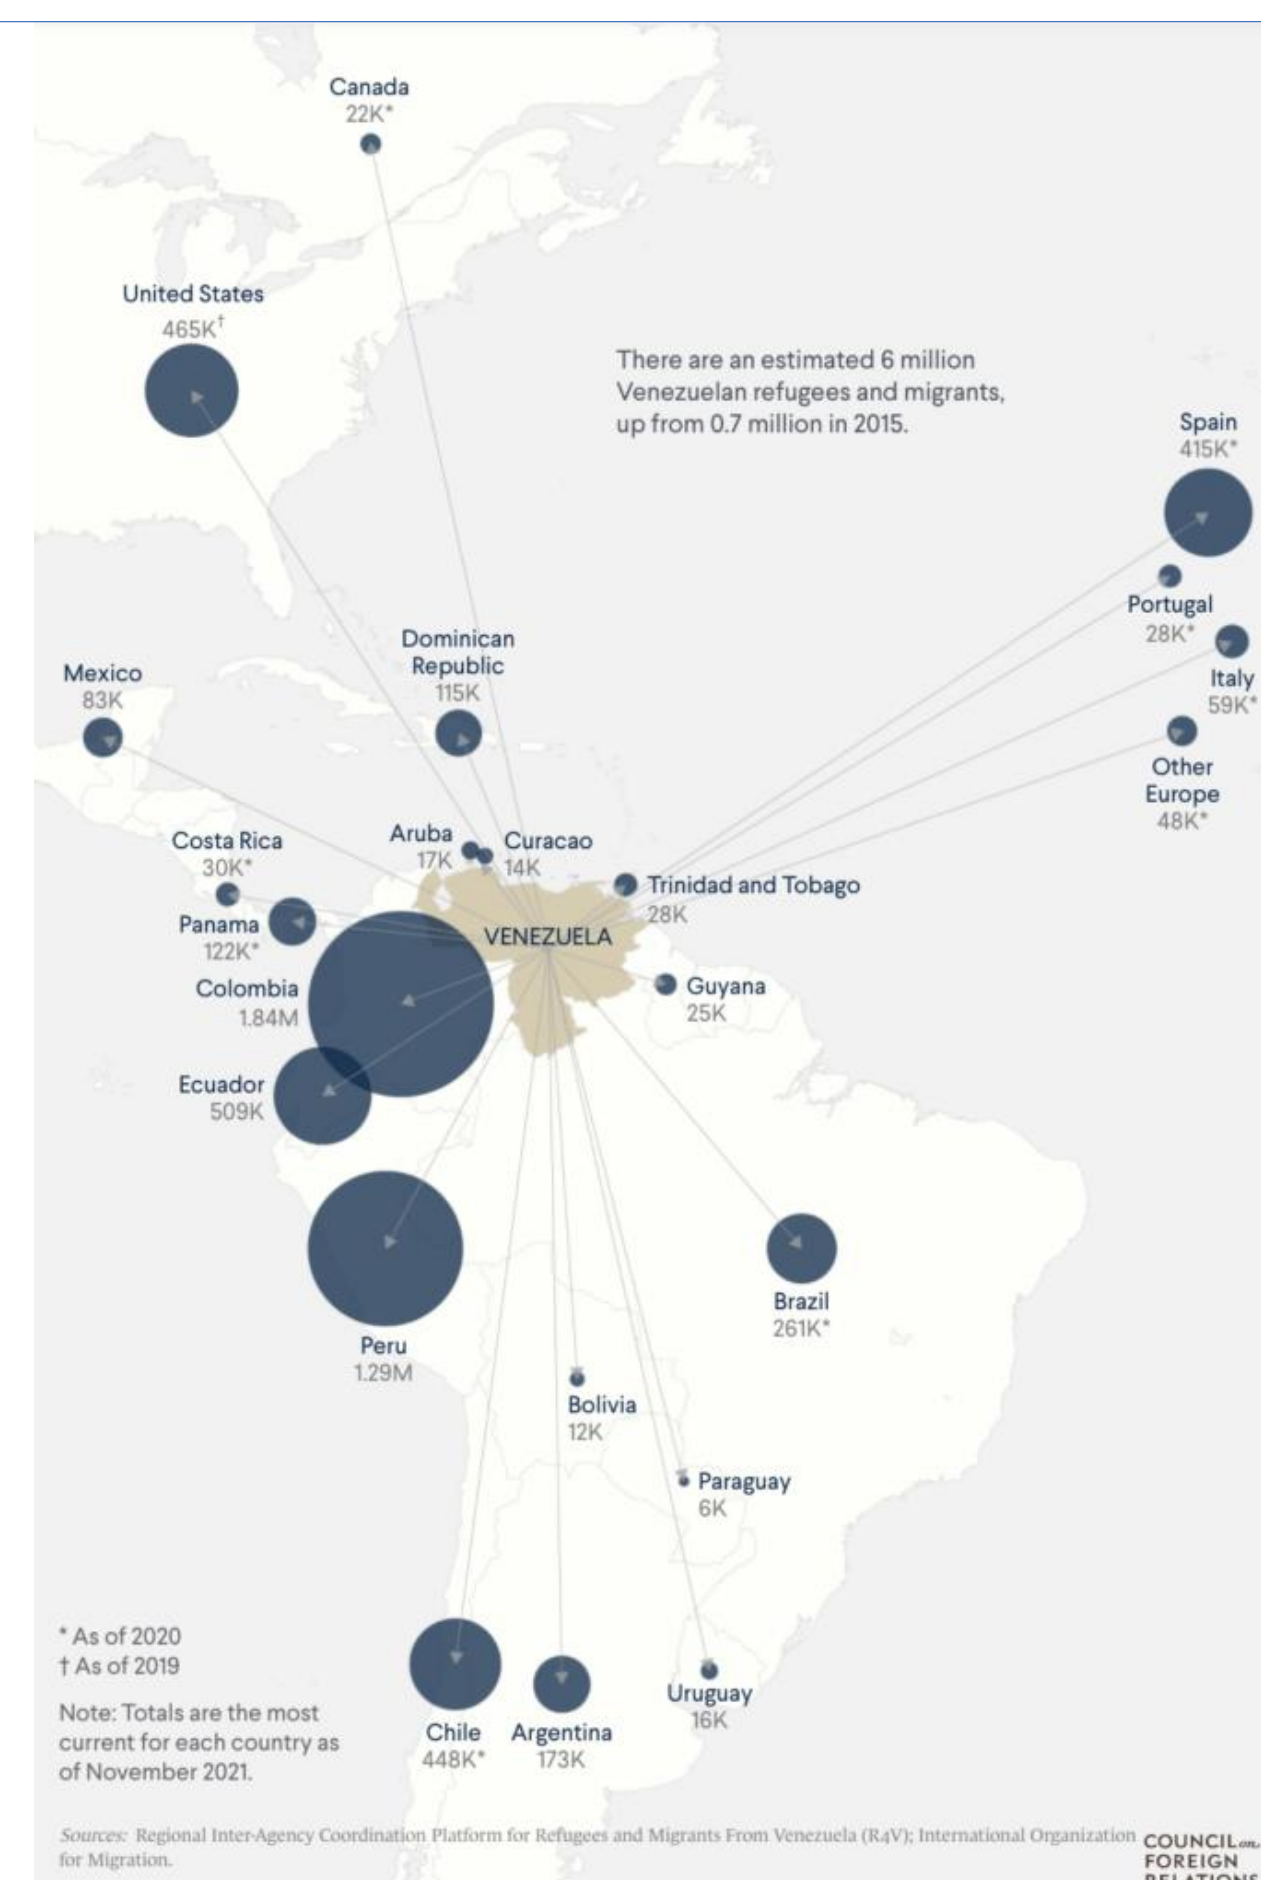 Canada
22K*
United States
465K†
There are an estimated 6 million
Venezuelan refugees and migrants,
up from 0.7 million in 2015.
Spain
415K*
Portugal
28K*
Italy
59K*
Other
Europe
48K*
Dominican
Republic
115K
Mexico
83K
Aruba
17K
Curacao
14K
Costa Rica
30K*
Trinidad and Tobago
28K
Panama
122K*
VENEZUELA
Colombia
1.84M
Guyana
25K
Ecuador
509K
Peru
1.29M
Brazil
261K*
Bolivia
12K
Paraguay
6K
Uruguay
16K
Chile
448K*
Argentina
173K
* As of 2020
† As of 2019
Note: Totals are the most
current for each country as
of November 2021.
Sources: Regional Inter-Agency Coordination Platform for Refugees and Migrants From Venezuela (R4V); International Organization
for Migration.
COUNCIL on
FOREIGN
RELATIONS